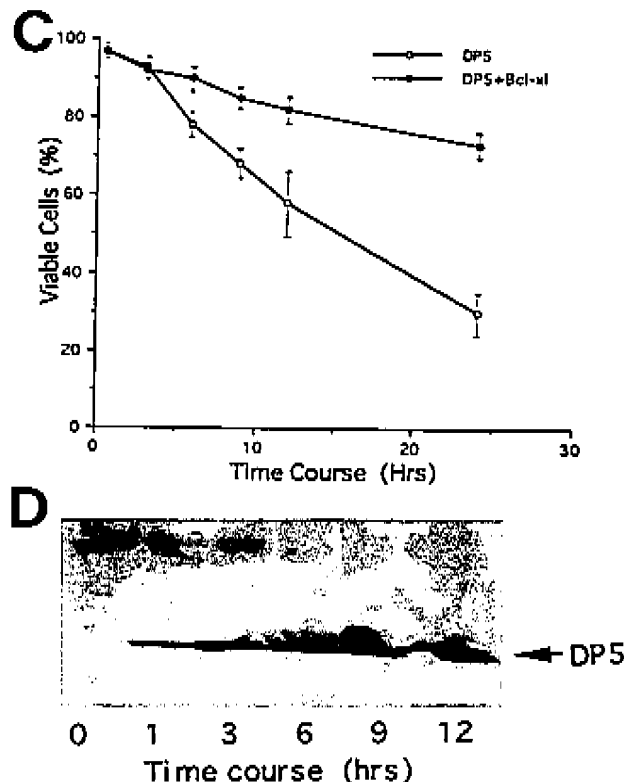 C
100
80
60
40
20
0
Viable Cells (%)
DP5
DP5+Bcl-xl
0 10 20 30
Time Course (Hrs)
D
DP5
0 1 3 6 9 12
Time course (hrs)